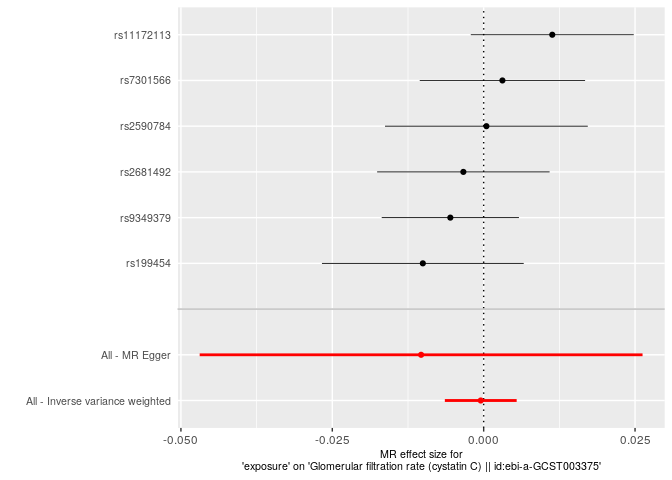 rs11172113
rs7301566
rs2590784
rs2681492
rs9349379
rs199454
All - MR Egger
All - Inverse variance weighted
-0.050 -0.025 0.000 0.025
MR effect size for
'exposure' on 'Glomerular filtration rate (cystatin C) || id:ebi-a-GCST003375'